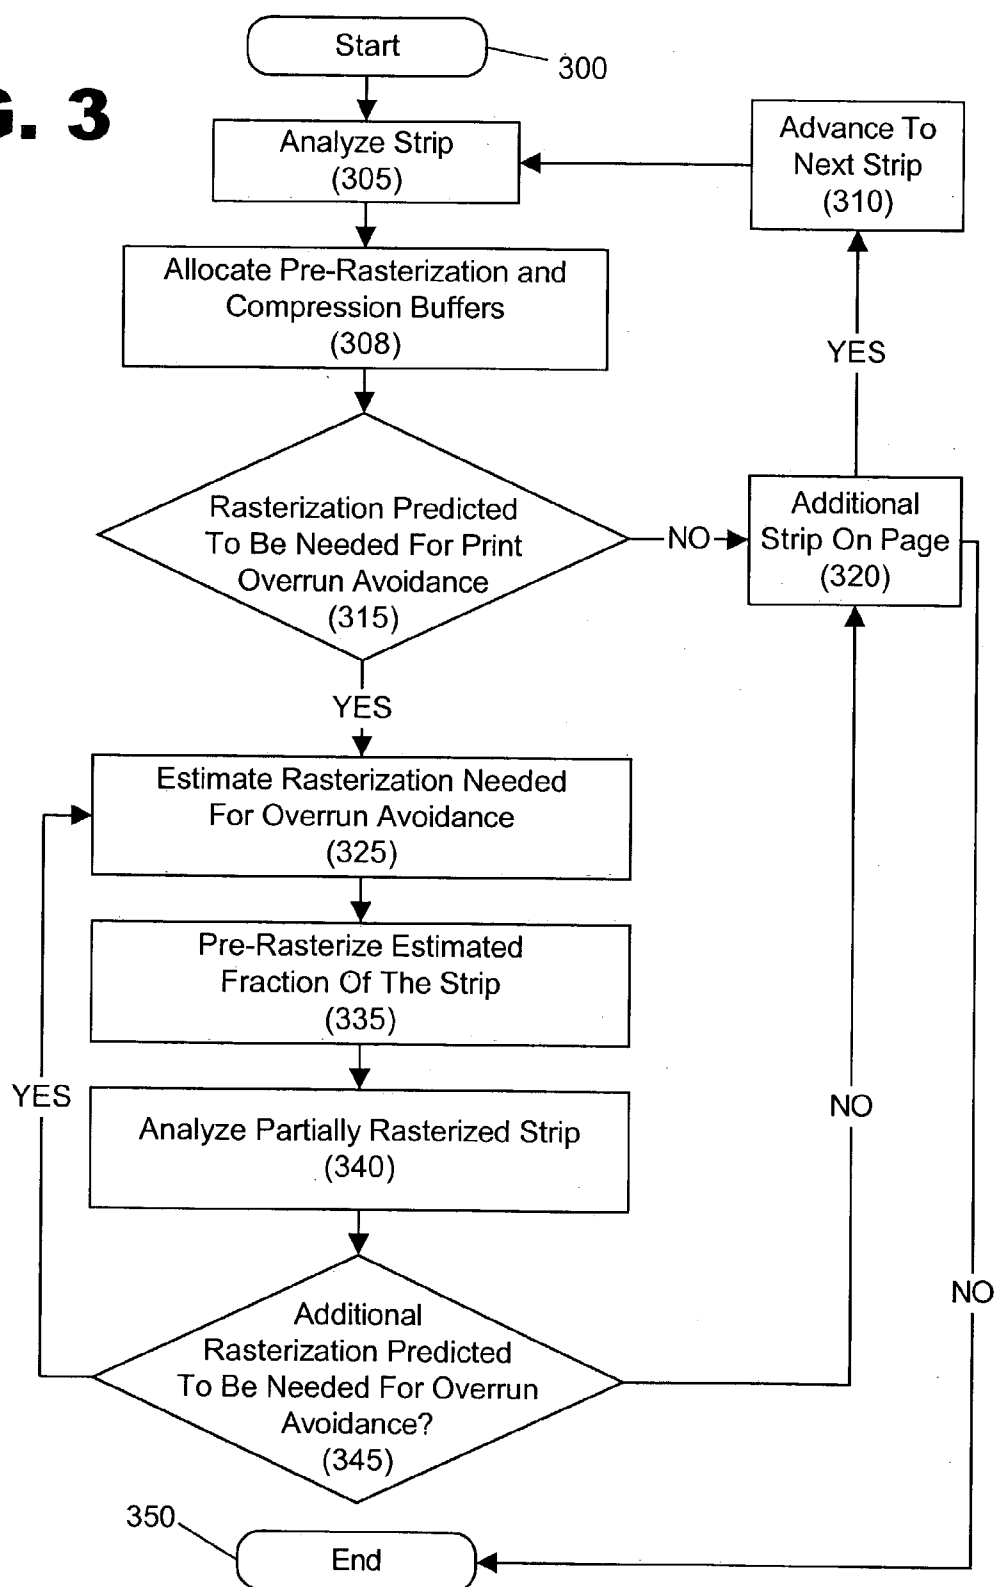 Start
300
G. 3
Analyze Strip
(305)
Advance To
Next Strip
(310)
Allocate Pre-Rasterization and
Compression Buffers
(308)
YES
Rasterization Predicted
To Be Needed For Print
Overrun Avoidance
(315)
NO
Additional
Strip On Page
(320)
YES
Estimate Rasterization Needed
For Overrun Avoidance
(325)
Pre-Rasterize Estimated
Fraction Of The Strip
(335)
YES
Analyze Partially Rasterized Strip
(340)
NO
NO
Additional
Rasterization Predicted
To Be Needed For Overrun
Avoidance?
(345)
350
End